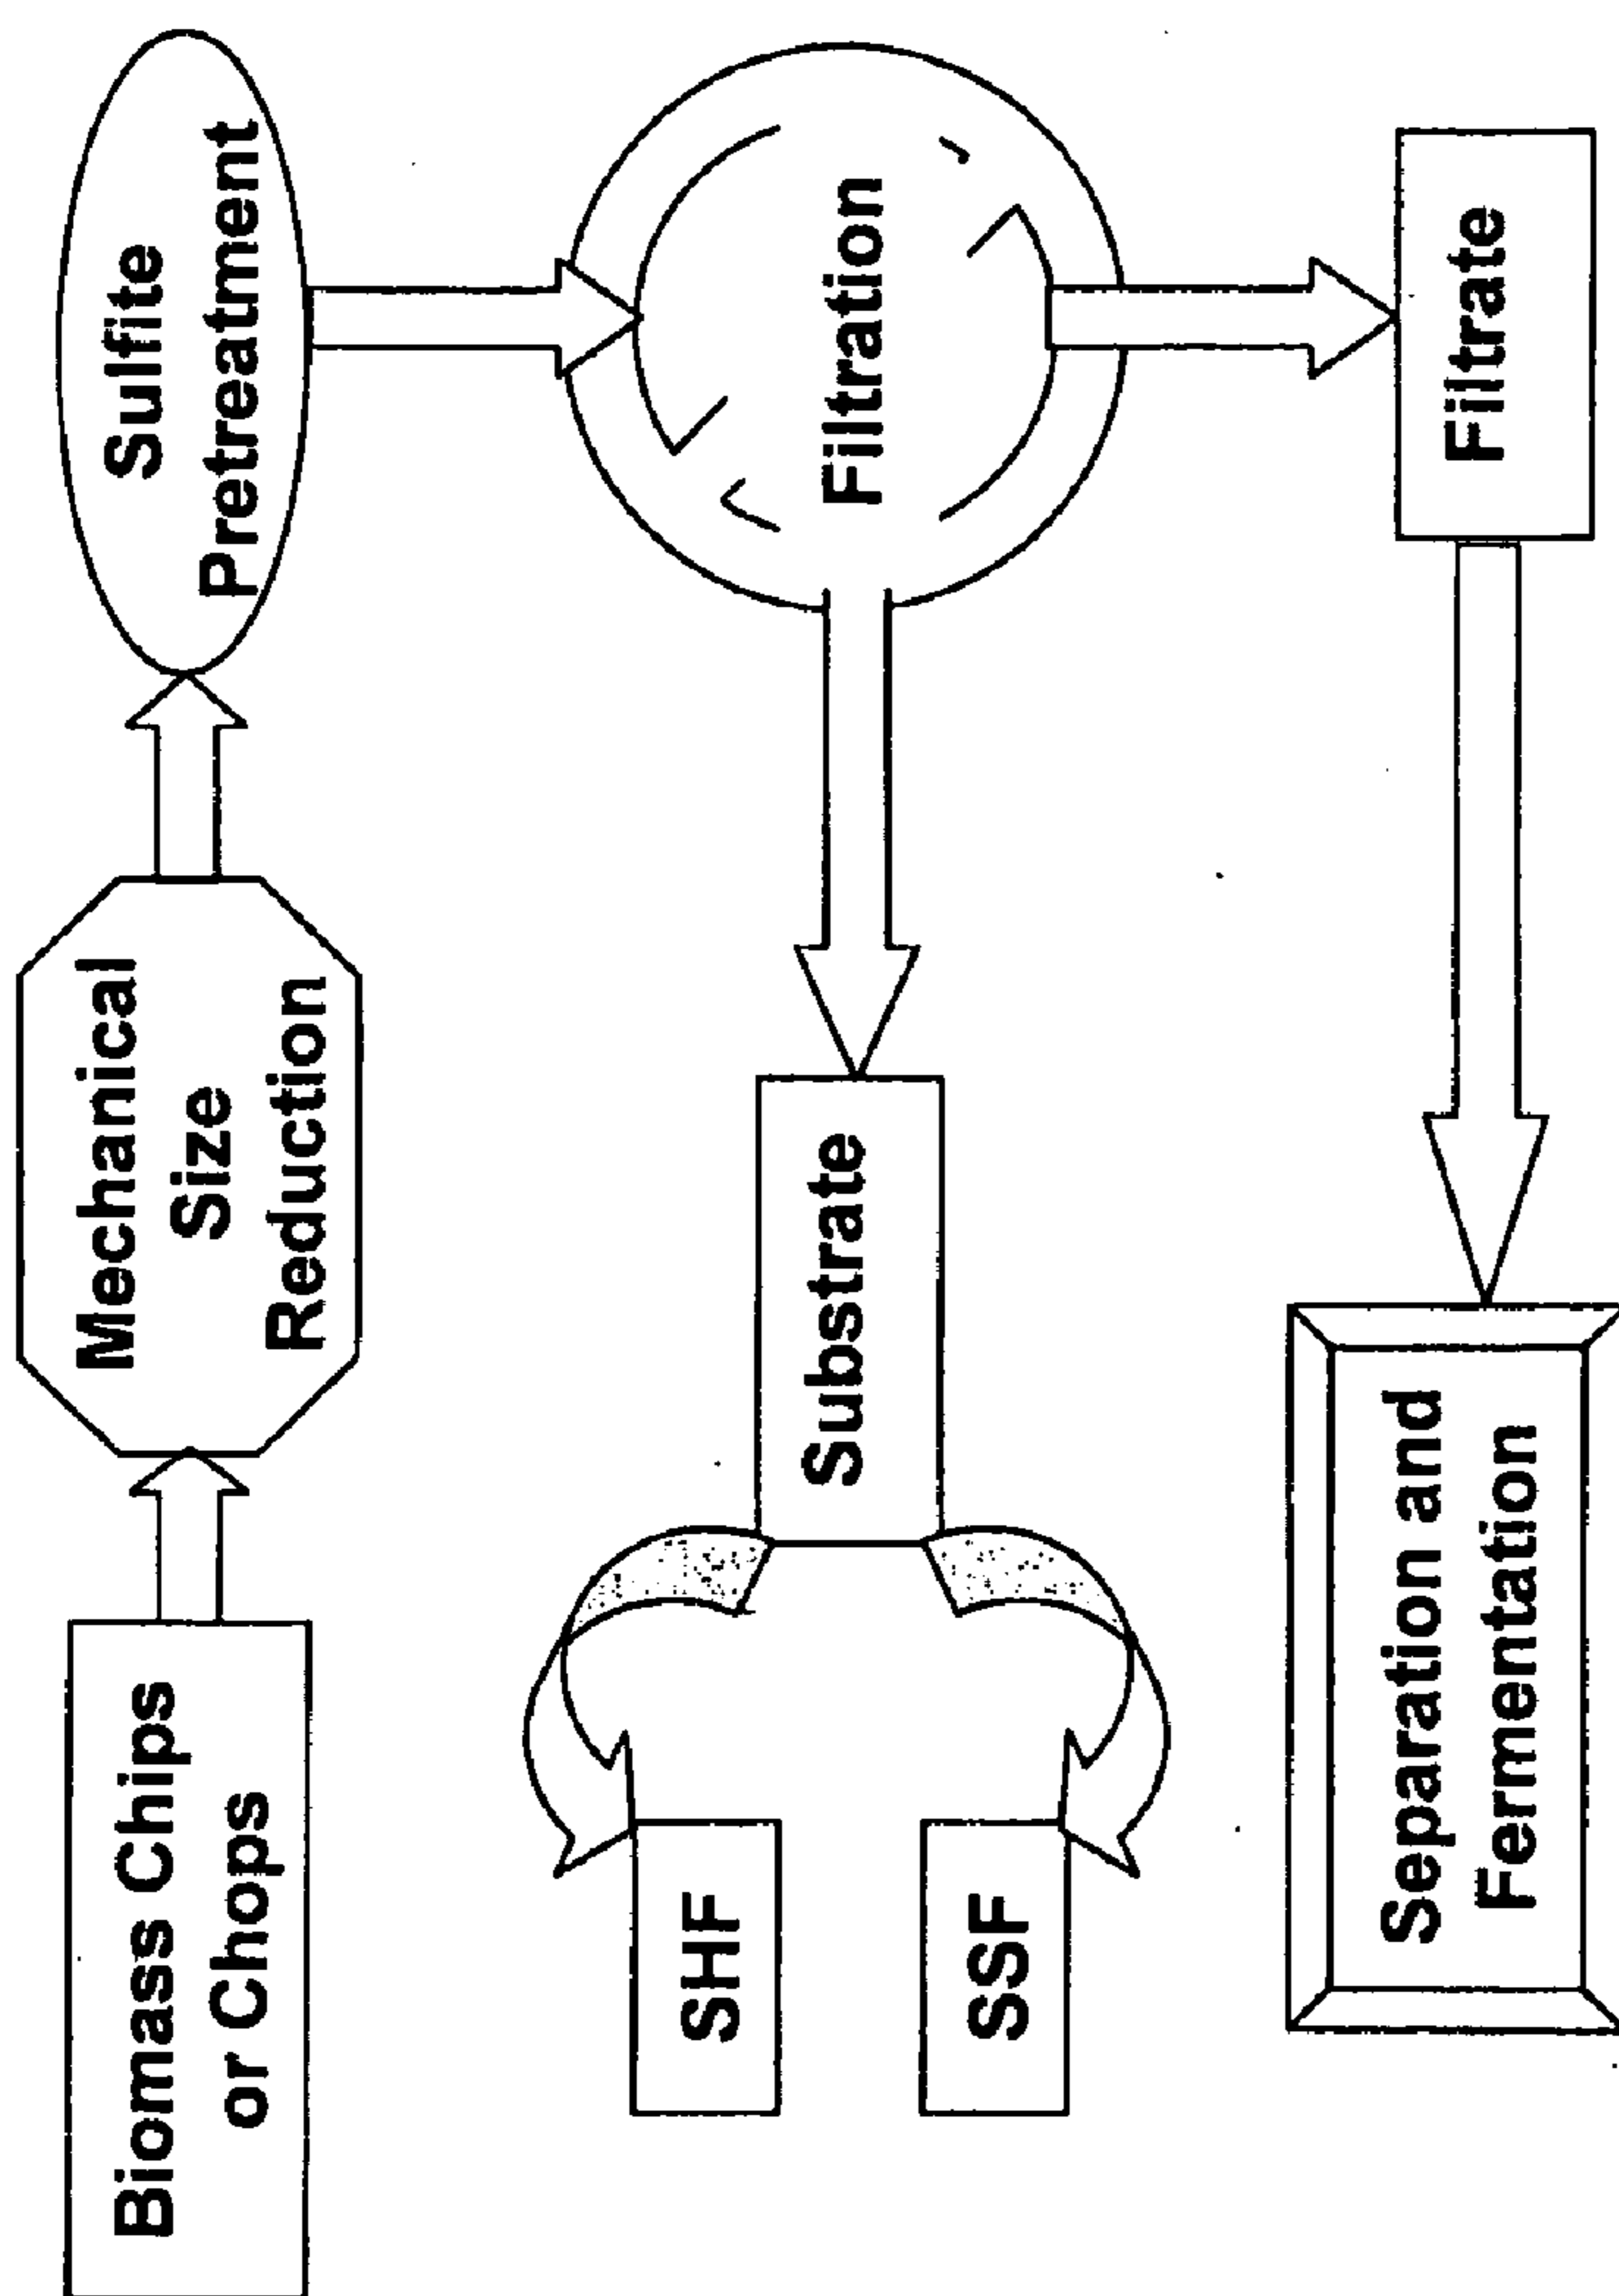 Biomass Chips
or Chops
Mechanical
Size
Reduction
Sulfite
Pretreatment
Filtration
Substrate
SHF
SSF
Filtrate
Separation and
Fermentation